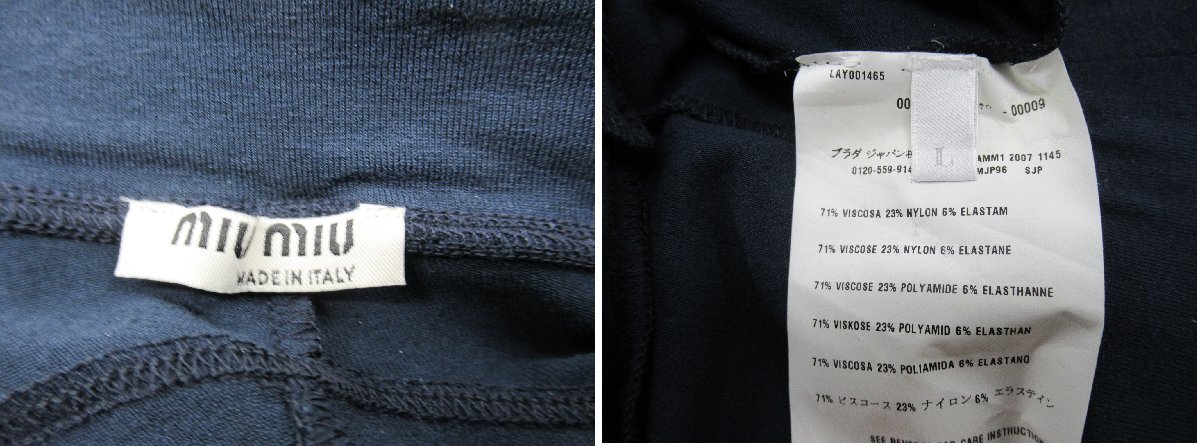 MIU MIU
MADE IN ITALY
LAY001465
00 -00009
L
プラダ ジャパン AMM1 2007 1145
0120-559-914 MJP96 SJP
71% VISCOSA 23% NYLON 6% ELASTAM
71% VISCOSE 23% NYLON 6% ELASTANE
71% VISCOSE 23% POLYAMIDE 6% ELASTHANNE
71% VISKOSE 23% POLYAMID 6% ELASTHAN
71% VISCOSA 23% POLIAMIDA 6% ELASTANO
71% ビスコース 23% ナイロン 6% エラスティン
SEE CARE INSTRUCTION